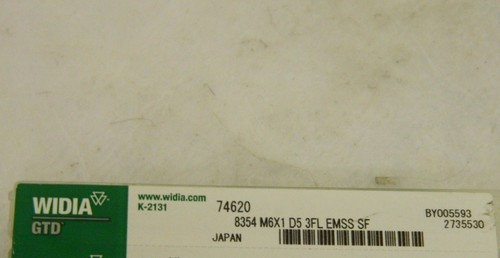 WIDIA
GTD
www.widia.com
K-2131
74620
8354 M6X1 D5 3FL EMSS SF
JAPAN
BY005593
2735530